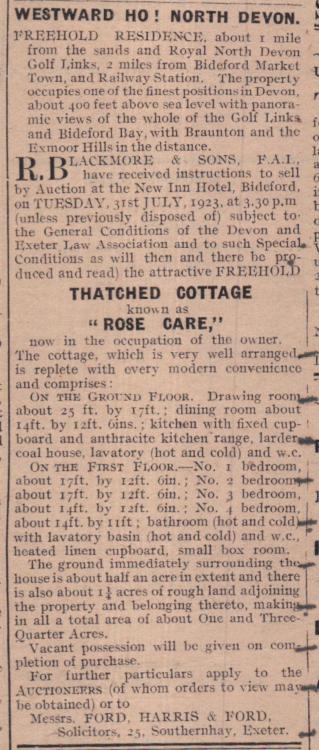 WESTWARD HO! NORTH DEVON.
FREEHOLD RESIDENCE, about 1 mile
from the sands and Royal North Devon
Golf Links, 2 miles from Bideford Market
Town, and Railway Station. The property
occupies one of the finest positions in Devon,
about 400 feet above sea level with panora-
mic views of the whole of the Golf Links
and Bideford Bay, with Braunton and the
Exmoor Hills in the distance.
R. BLACKMORE & SONS, F.A.I.,
have received instructions to sell
by Auction at the New Inn Hotel, Bideford,
on TUESDAY, 31st JULY, 1923, at 3.30 p.m
(unless previously disposed of) subject to
the General Conditions of the Devon and
Exeter Law Association and to such Special
Conditions as will then and there be pro-
duced and read) the attractive FREEHOLD
THATCHED COTTAGE
known as
"ROSE CARE,"
now in the occupation of the owner.
The cottage, which is very well arranged,
is replete with every modern convenience
and comprises:
ON THE GROUND FLOOR. Drawing room
about 25 ft. by 17ft.; dining room about
14ft. by 12ft. 6ins.; kitchen with fixed cup-
board and anthracite kitchen range, larder,
coal house, lavatory (hot and cold) and w.c.
ON THE FIRST FLOOR.—No. 1 bedroom,
about 17ft. by 12ft. 6in.; No. 2 bedroom,
about 17ft. by 12ft. 6in.; No. 3 bedroom,
about 14ft. by 12ft. 6in.; No. 4 bedroom,
about 14ft. by 11ft; bathroom (hot and cold)
with lavatory basin (hot and cold) and w.c.,
heated linen cupboard, small box room.
The ground immediately surrounding the
house is about half an acre in extent and there
is also about 1¼ acres of rough land adjoining
the property and belonging thereto, making
in all a total area of about One and Three-
Quarter Acres.
Vacant possession will be given on com-
pletion of purchase.
For further particulars apply to the
AUCTIONEERS (of whom orders to view may
be obtained) or to
Messrs. FORD, HARRIS & FORD,
Solicitors, 25, Southernhay, Exeter.